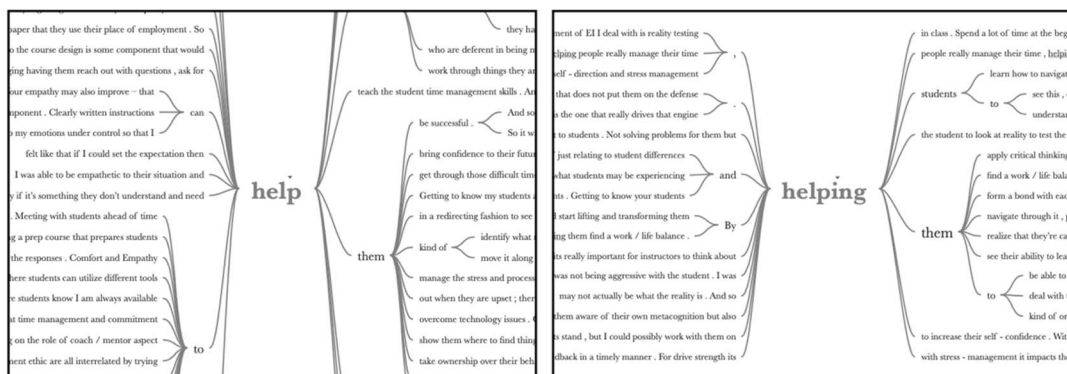 paper that they use their place of employment . So
o the course design is some component that would
ging having them reach out with questions , ask for
our empathy may also improve – that
mponent . Clearly written instructions
o my emotions under control so that I
can
felt like that if I could set the expectation then
I was able to be empathetic to their situation and
y if it's something they don't understand and need
. Meeting with students ahead of time
ng a prep course that prepares students
the responses . Comfort and Empathy
here students can utilize different tools
re students know I am always available
at time management and commitment
g on the role of coach / mentor aspect
ment ethic are all interrelated by trying
to
help
they ha
who are deferent in being n
work through things they ar
teach the student time management skills . An
be successful .
And so
So it w
bring confidence to their futur
get through those difficult tim
Getting to know my students a
in a redirecting fashion to see
kind of
identify what
move it along
them
manage the stress and process
out when they are upset ; ther
overcome technology issues .
show them where to find thing
take ownership over their beh
ment of EI I deal with is reality testing
elping people really manage their time
self - direction and stress management
,
that does not put them on the defense
s the one that really drives that engine
.
t to students . Not solving problems for them but
just relating to student differences
what students may be experiencing
nts . Getting to know your students
and
start lifting and transforming them
ing them find a work / life balance .
By
ts really important for instructors to think about
was not being aggressive with the student . I was
may not actually be what the reality is . And so
them aware of their own metacognition but also
s stand , but I could possibly work with them on
dback in a timely manner . For drive strength its
helping
in class . Spend a lot of time at the beg
people really manage their time , helpi
students
learn how to navigat
to
see this ,
understa
the student to look at reality to test the
apply critical thinking
find a work / life bala
form a bond with eac
navigate through it , p
realize that they're ca
see their ability to lea
them
to
be able to
deal with
kind of or
to increase their self - confidence . Wit
with stress - management it impacts the